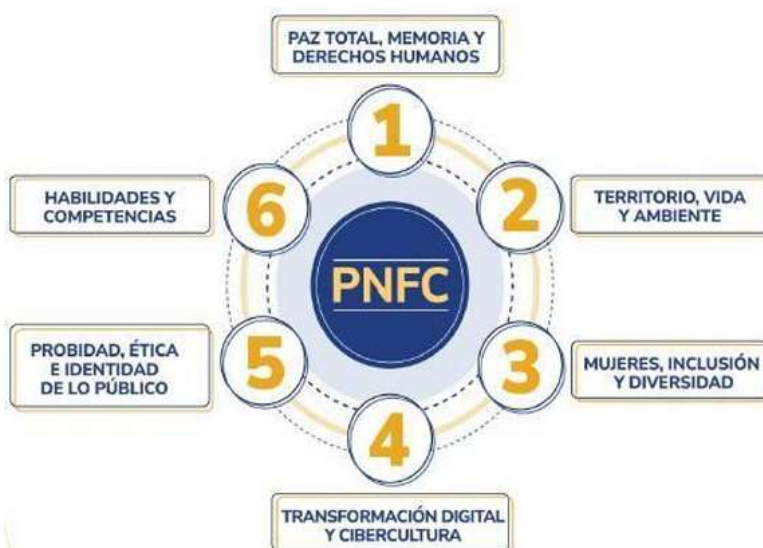 PAZ TOTAL, MEMORIA Y
DERECHOS HUMANOS
1
2
TERRITORIO, VIDA
Y AMBIENTE
3
MUJERES, INCLUSIÓN
Y DIVERSIDAD
4
TRANSFORMACIÓN DIGITAL
Y CIBERCULTURA
5
PROBIDAD, ÉTICA
E IDENTIDAD
DE LO PÚBLICO
6
HABILIDADES Y
COMPETENCIAS
PNFC